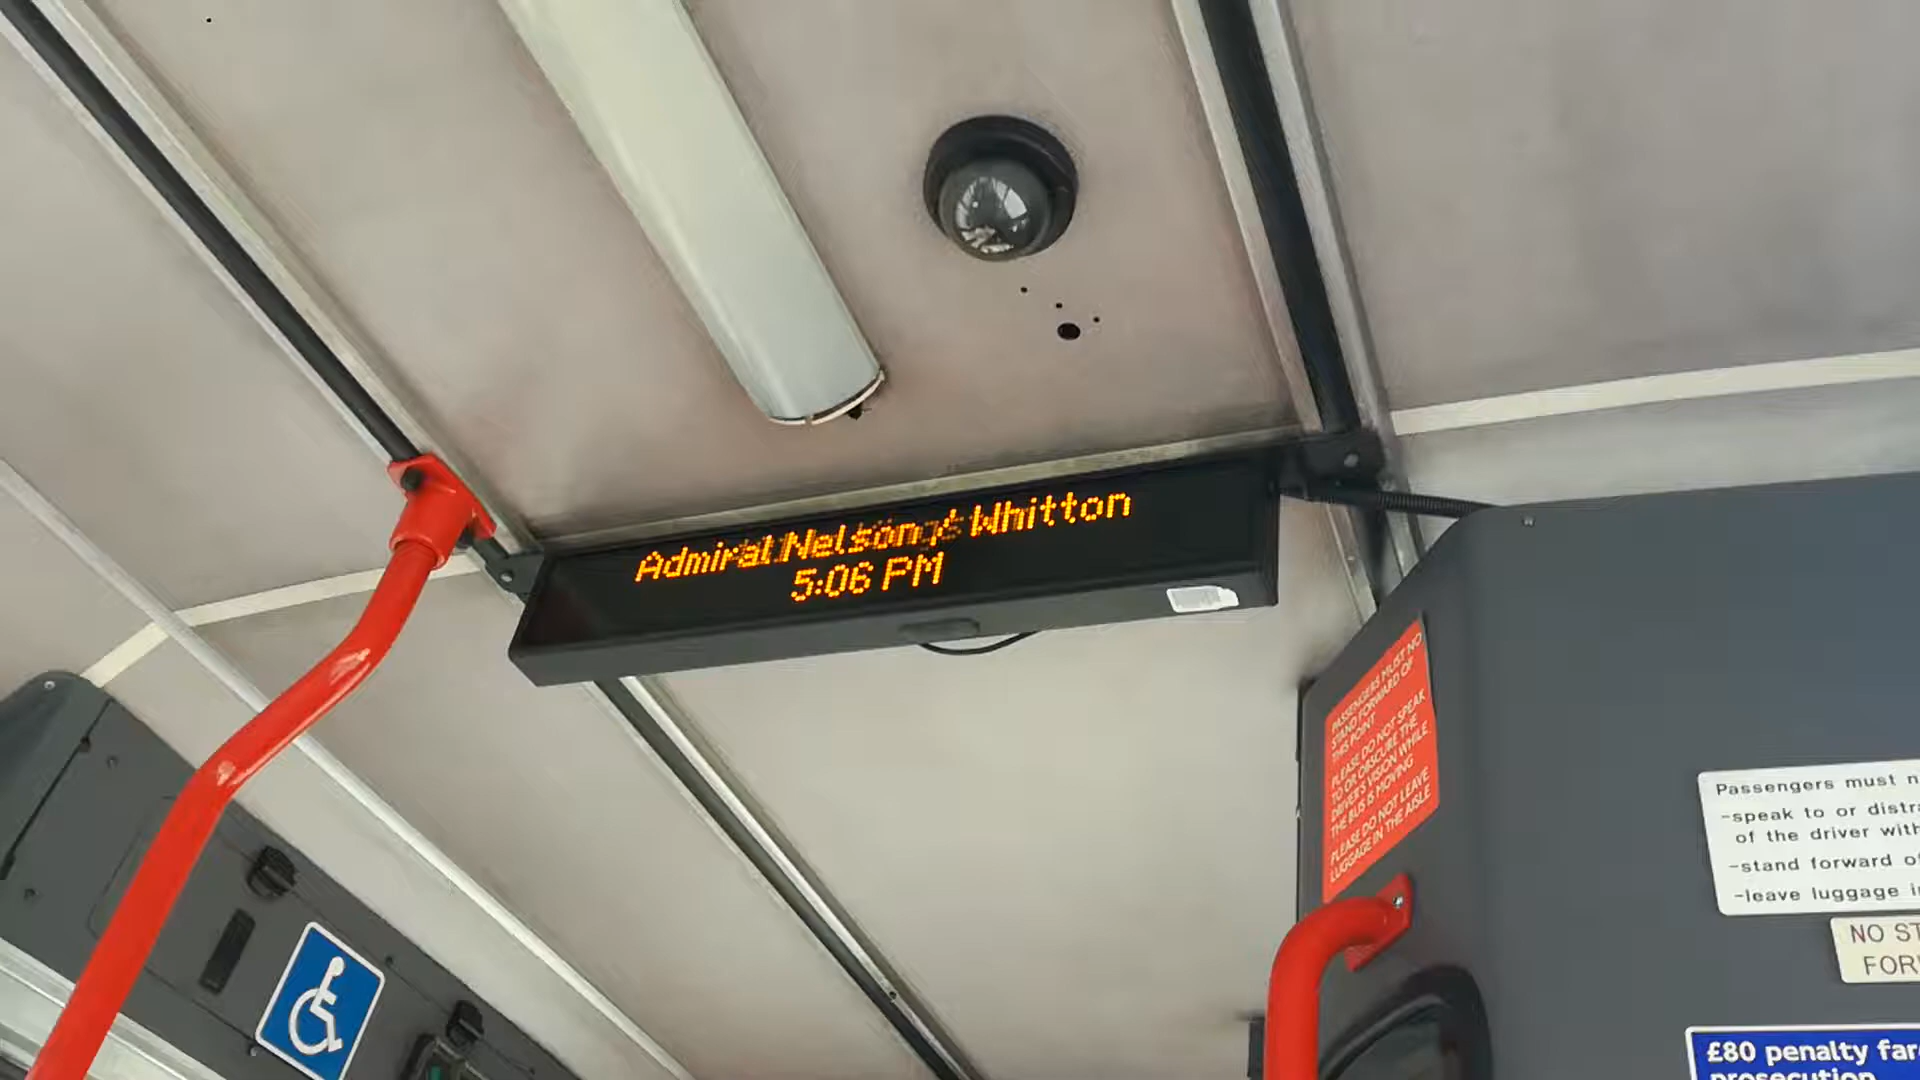 Admiral Nelson / Whitton
5:06 PM
PASSENGERS MUST NO
STAND FORWARD OF
THIS POINT
PLEASE DO NOT SPEAK
TO OR OBSCURE THE
DRIVER'S VISION WHILE
THE BUS IS MOVING
PLEASE DO NOT LEAVE
LUGGAGE IN THE AISLE
Passengers must n
-speak to or distra
of the driver with
-stand forward of
-leave luggage i
NO ST
FOR
£80 penalty far
prosecution